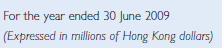 For the year ended 30 June 2009
(Expressed in millions of Hong Kong dollars)